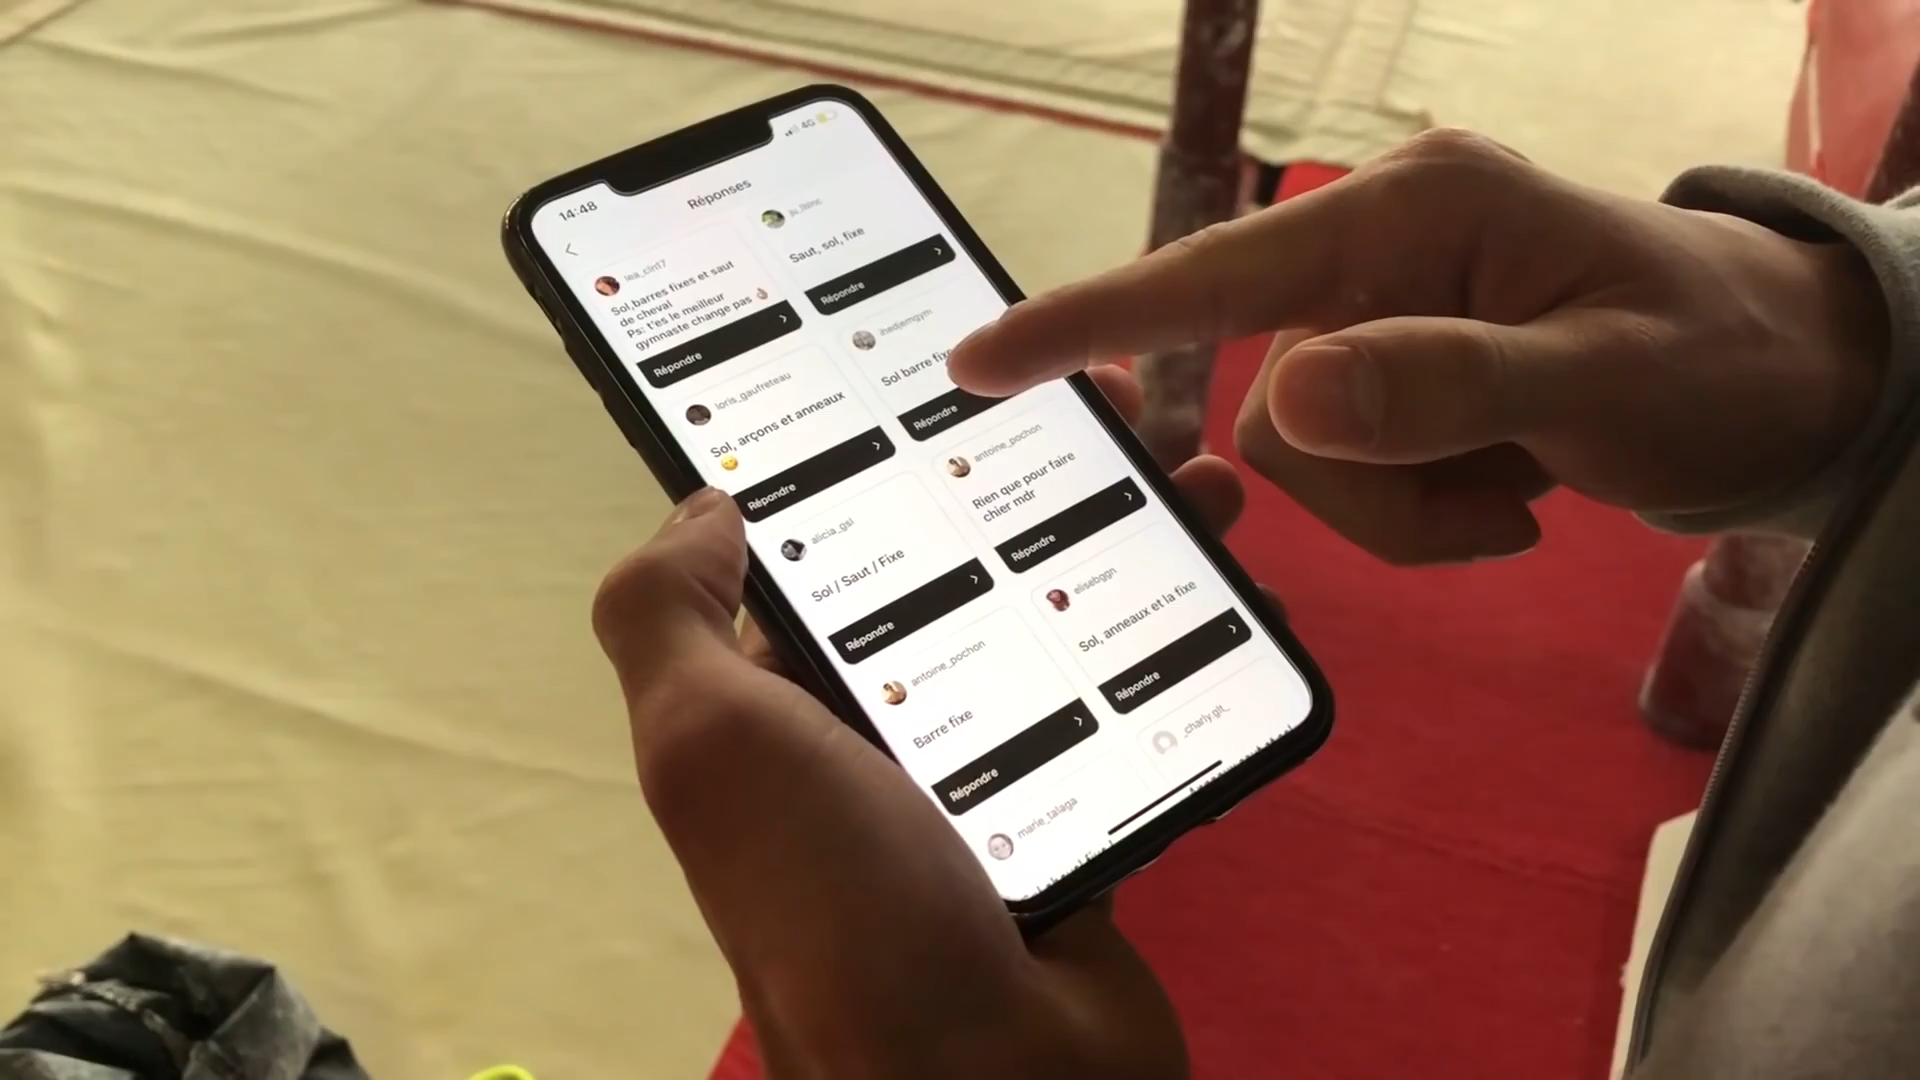 14:48
4G
Réponses
lea_clnt7
Sol,barres fixes et saut
de cheval
Ps: t'es le meilleur
gymnaste change pas 👌
Répondre
Saut, sol, fixe
Répondre
loris_gaufreteau
Sol, arçons et anneaux
😋
Répondre
ihedjemgym
Sol barre fixe
Répondre
alicia_gsl
Sol / Saut / Fixe
Répondre
antoine_pochon
Rien que pour faire
chier mdr
Répondre
antoine_pochon
Barre fixe
Répondre
elisebggn
Sol, anneaux et la fixe
Répondre
marie_talaga
_charly.glt_